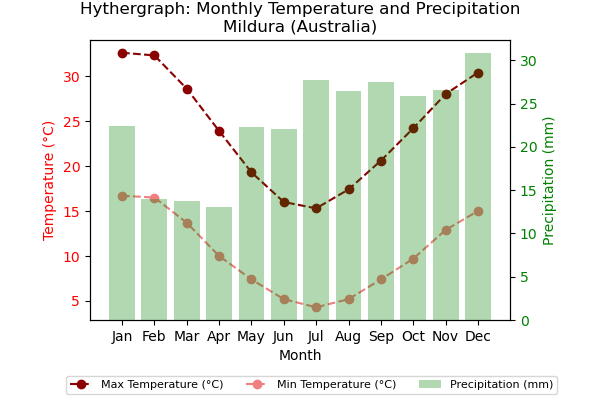 Hythergraph: Monthly Temperature and Precipitation
Mildura (Australia)
30
25
20
15
10
5
Temperature (°C)
30
25
20
15
10
5
0
Precipitation (mm)
Jan Feb Mar Apr May Jun Jul Aug Sep Oct Nov Dec
Month
Max Temperature (°C) Min Temperature (°C) Precipitation (mm)